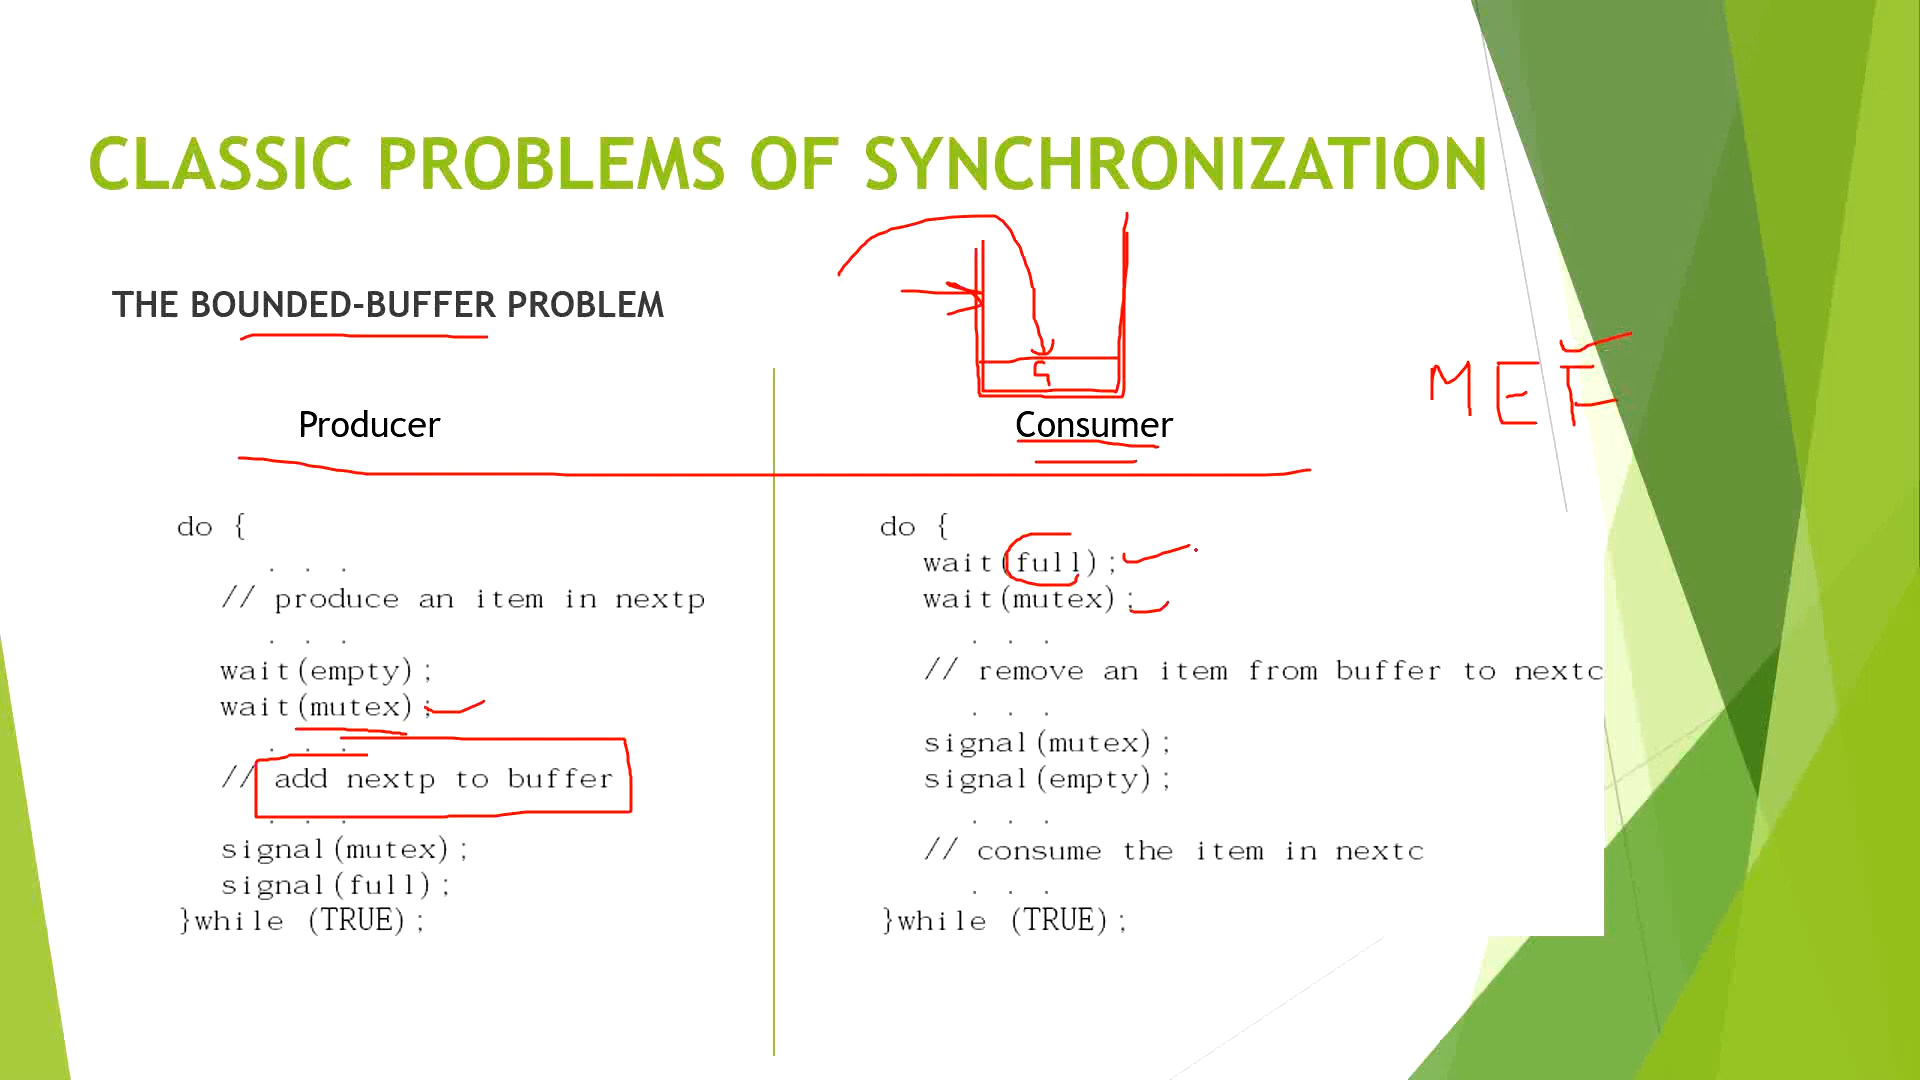 CLASSIC PROBLEMS OF SYNCHRONIZATION
THE BOUNDED-BUFFER PROBLEM
M E F
Producer
do {
. . .
// produce an item in nextp
. . .
wait(empty);
wait(mutex);
. . .
// add nextp to buffer
. . .
signal(mutex);
signal(full);
}while (TRUE);
Consumer
do {
wait(full);
wait(mutex);
. . .
// remove an item from buffer to nextc
. . .
signal(mutex);
signal(empty);
. . .
// consume the item in nextc
. . .
}while (TRUE);